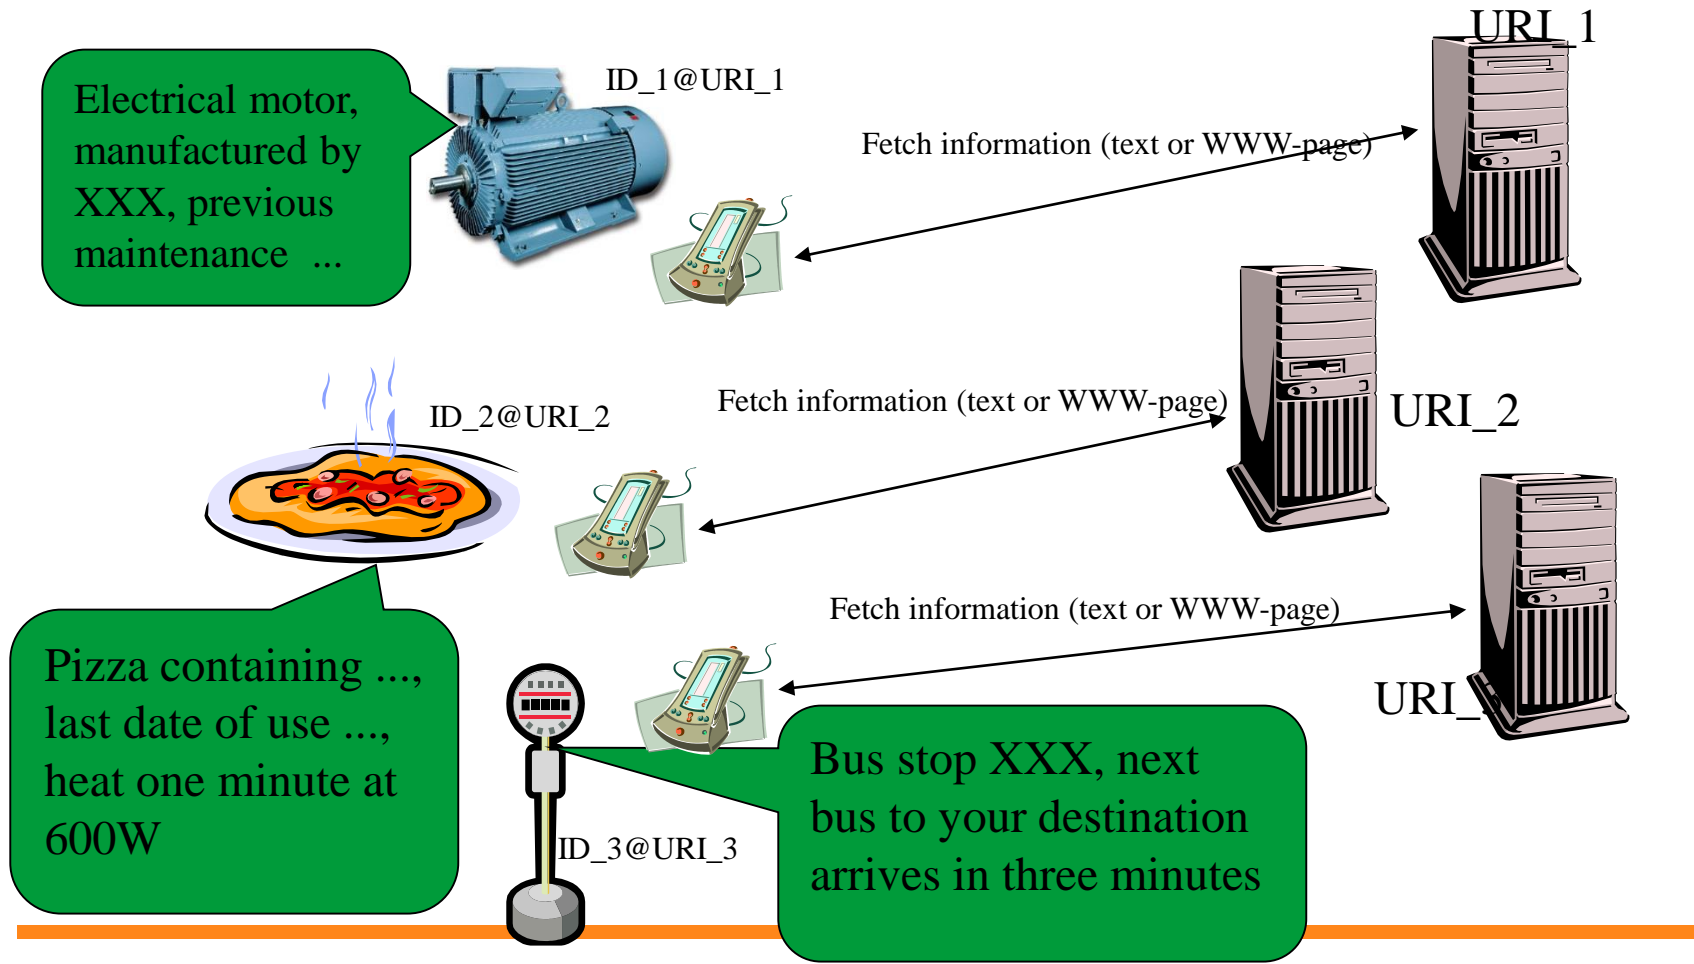 URI_1
ID_1@URI_1
Electrical motor,
manufactured by
XXX, previous
maintenance ...
Fetch information (text or WWW-page)
ID_2@URI_2
Fetch information (text or WWW-page)
URI_2
Fetch information (text or WWW-page)
URI_
Pizza containing ...,
last date of use ...,
heat one minute at
600W
Bus stop XXX, next
bus to your destination
arrives in three minutes
ID_3@URI_3